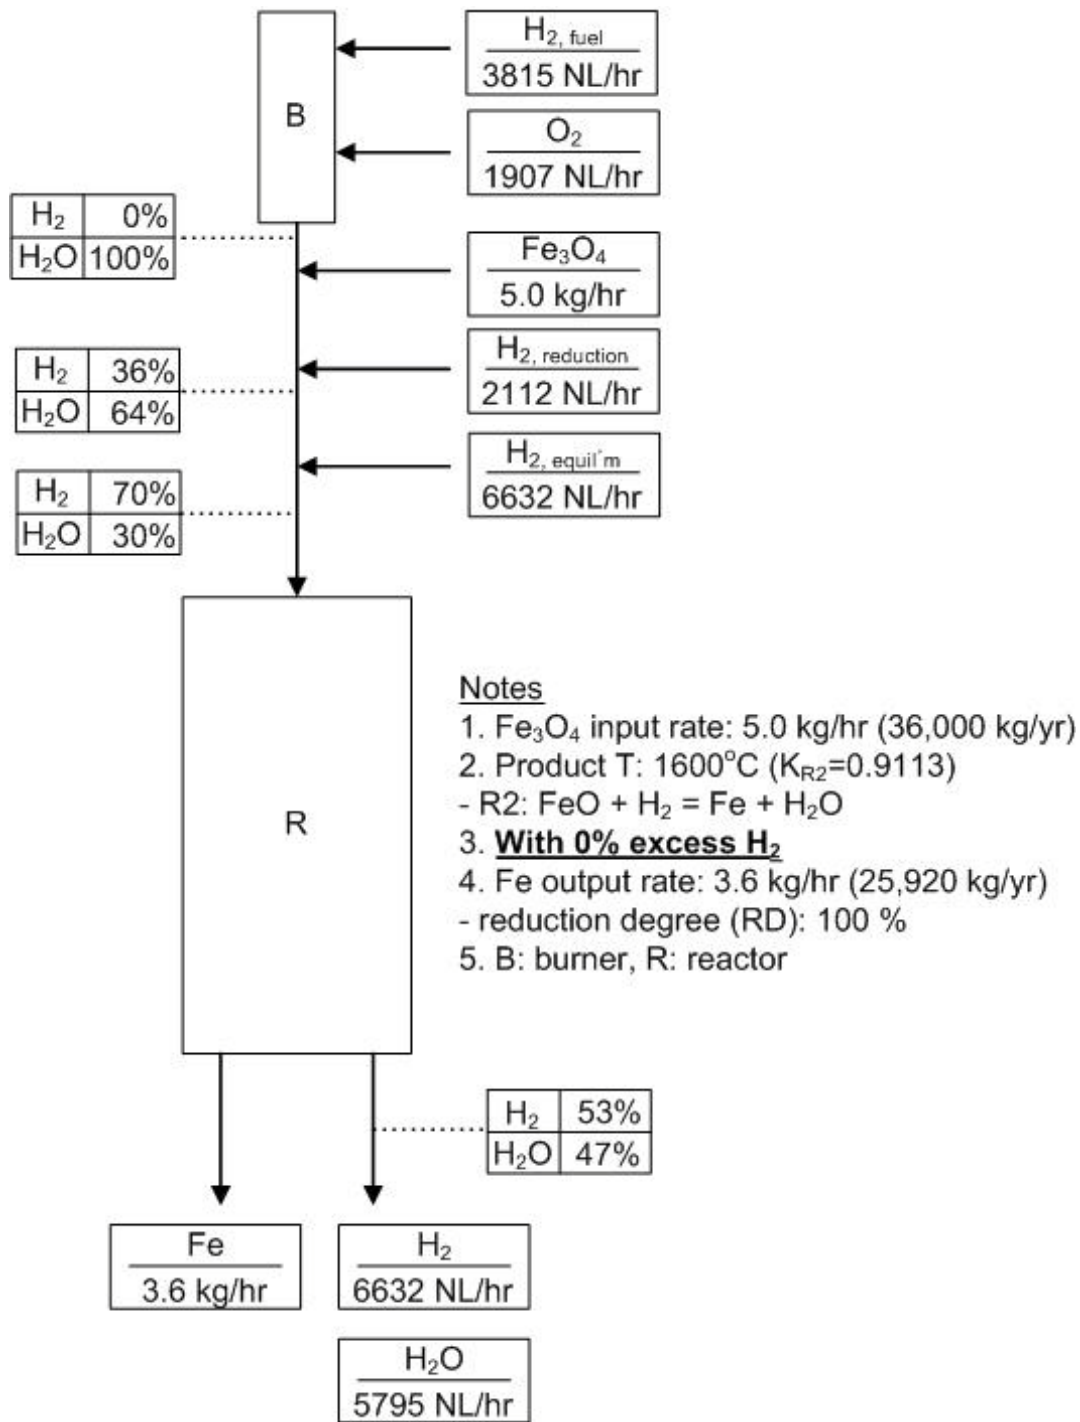 H₂, fuel
3815 NL/hr
B
O₂
1907 NL/hr
H₂ 0%
H₂O 100%
Fe₃O₄
5.0 kg/hr
H₂, reduction
2112 NL/hr
H₂ 36%
H₂O 64%
H₂, equil´m
6632 NL/hr
H₂ 70%
H₂O 30%
R
Notes
1. Fe₃O₄ input rate: 5.0 kg/hr (36,000 kg/yr)
2. Product T: 1600°C (K_R2=0.9113)
- R2: FeO + H₂ = Fe + H₂O
3. With 0% excess H₂
4. Fe output rate: 3.6 kg/hr (25,920 kg/yr)
- reduction degree (RD): 100 %
5. B: burner, R: reactor
H₂ 53%
H₂O 47%
Fe
3.6 kg/hr
H₂
6632 NL/hr
H₂O
5795 NL/hr